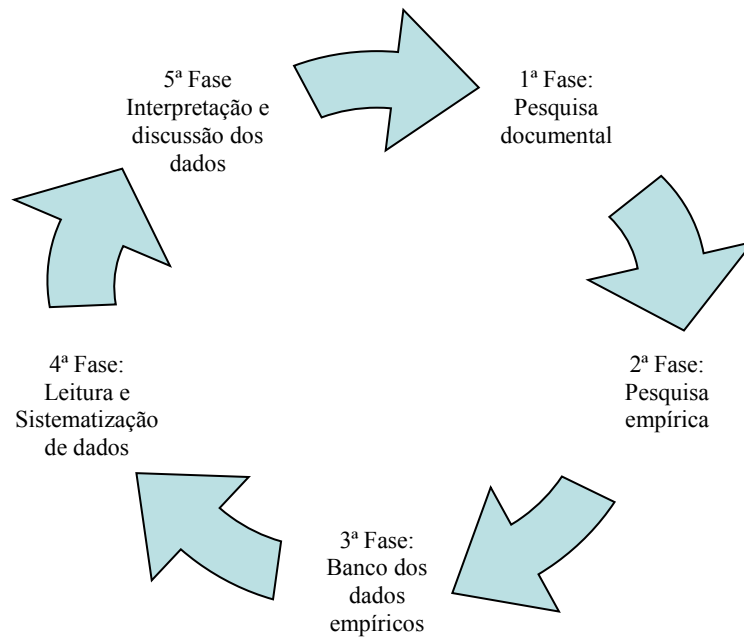 1ª Fase:
Pesquisa
documental
2ª Fase:
Pesquisa
empírica
3ª Fase:
Banco dos
dados
empíricos
4ª Fase:
Leitura e
Sistematização
de dados
5ª Fase
Interpretação e
discussão dos
dados